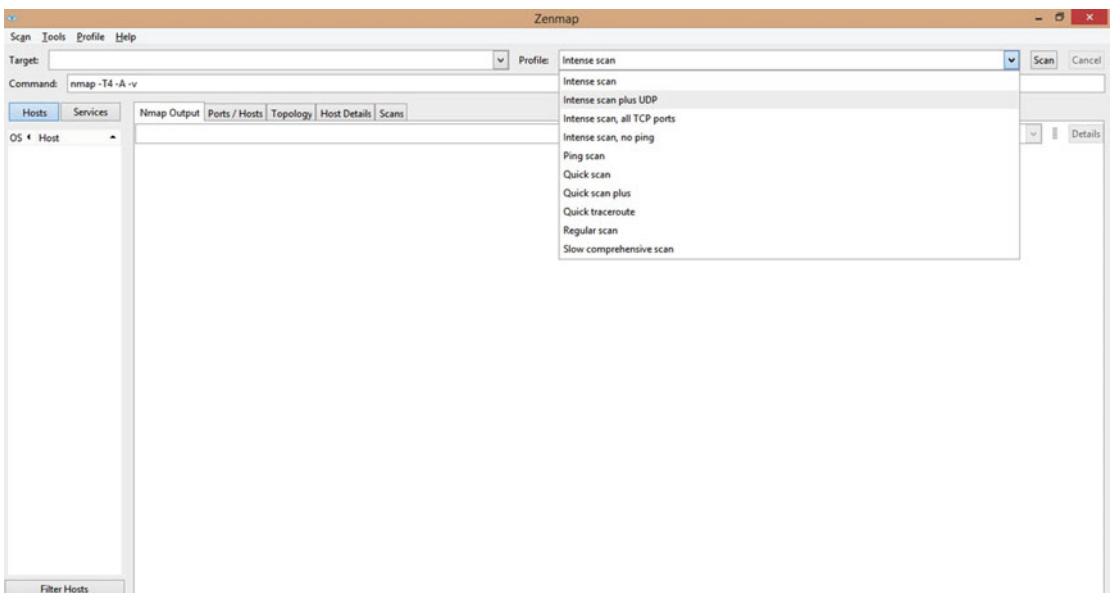 Zenmap
Scan Tools Profile Help
Target: Profile: Intense scan Scan Cancel
Command: nmap -T4 -A -v
Intense scan
Intense scan plus UDP
Intense scan, all TCP ports
Intense scan, no ping
Ping scan
Quick scan
Quick scan plus
Quick traceroute
Regular scan
Slow comprehensive scan
Hosts Services Nmap Output Ports / Hosts Topology Host Details Scans
OS Host Details
Filter Hosts